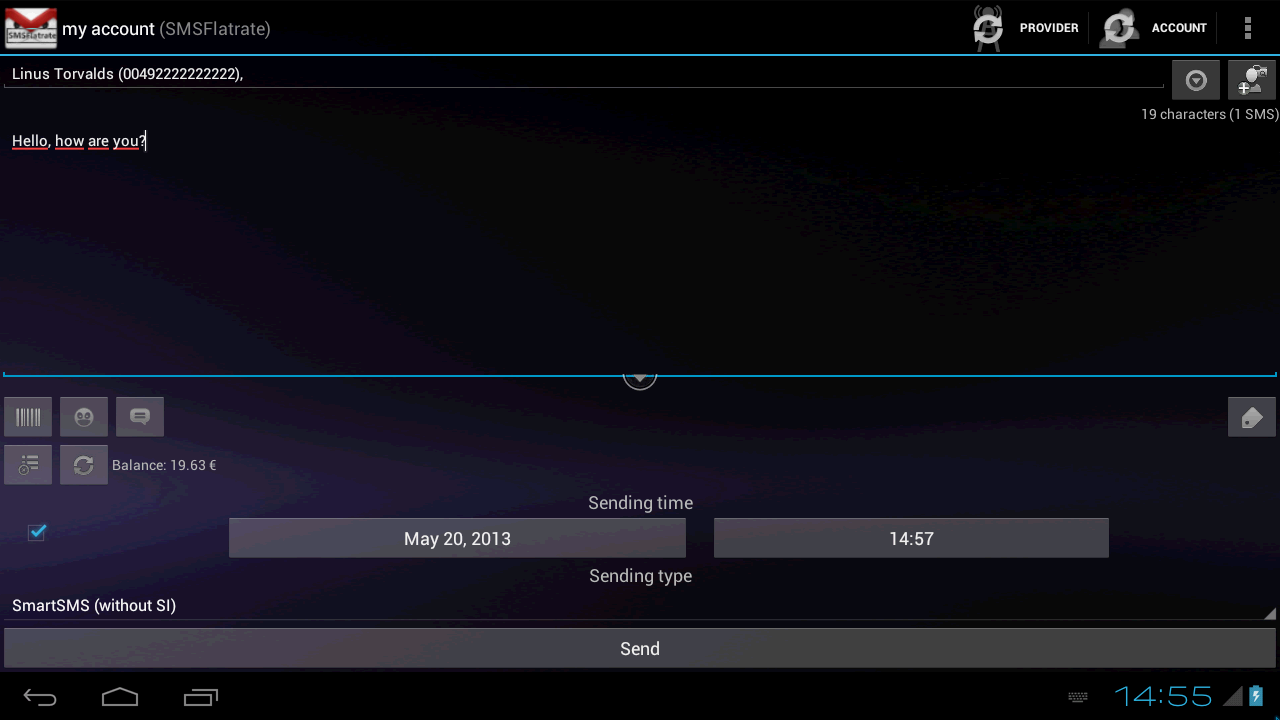 SMSFlatrate
my account (SMSFlatrate)
PROVIDER
ACCOUNT
Linus Torvalds (00492222222222),
19 characters (1 SMS)
Hello, how are you?
Balance: 19.63 €
Sending time
May 20, 2013
14:57
Sending type
SmartSMS (without SI)
Send
14:55